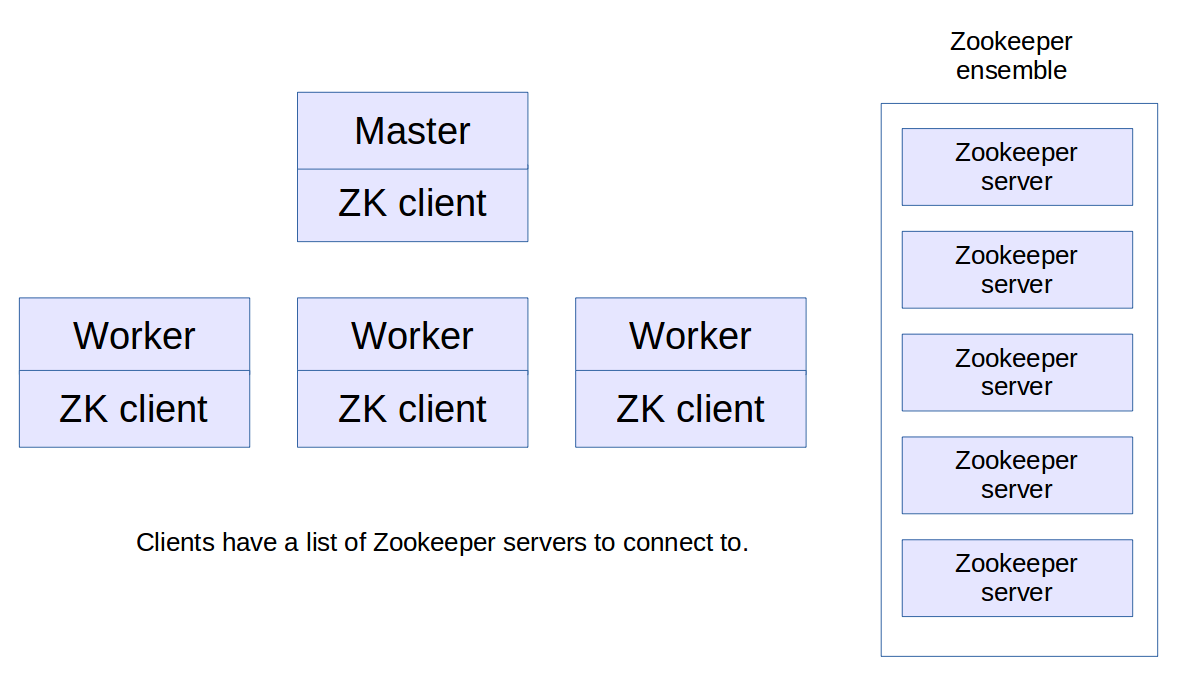 Zookeeper
ensemble
Master
ZK client
Worker
ZK client
Worker
ZK client
Worker
ZK client
Clients have a list of Zookeeper servers to connect to.
Zookeeper
server
Zookeeper
server
Zookeeper
server
Zookeeper
server
Zookeeper
server